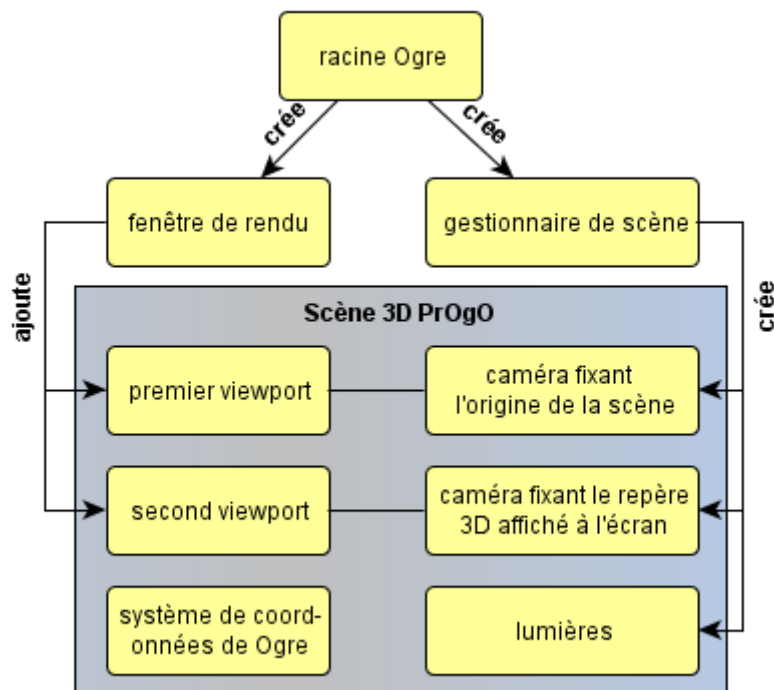 racine Ogre
crée
crée
fenêtre de rendu
gestionnaire de scène
ajoute
crée
Scène 3D PrOgO
premier viewport
caméra fixant
l'origine de la scène
second viewport
caméra fixant le repère
3D affiché à l'écran
système de coord-
onnées de Ogre
lumières